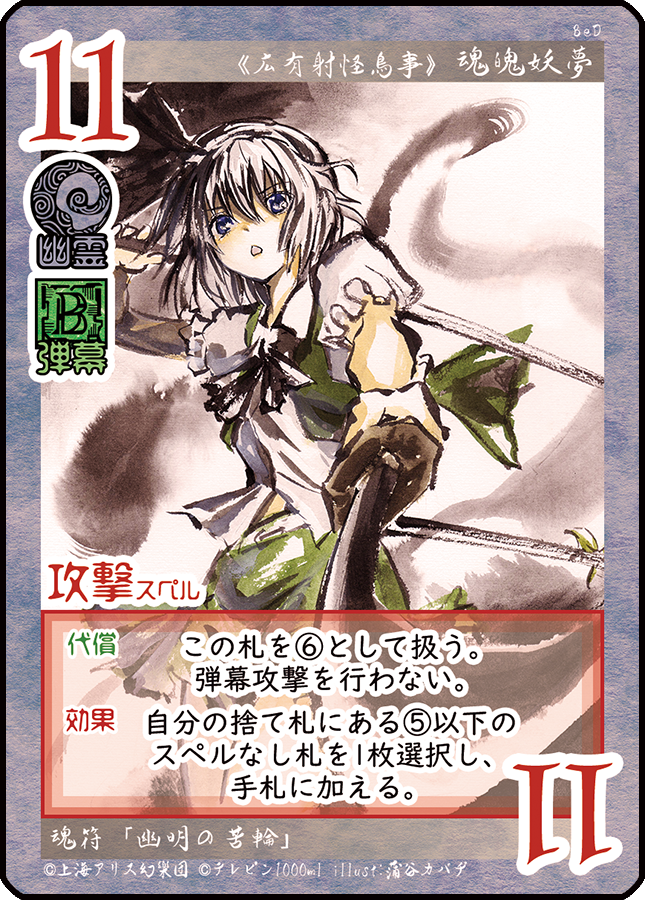 BeD
《広有射怪鳥事》 魂魄妖夢
11
幽霊
B
弾幕
攻撃スペル
代償 この札を⑥として扱う。
弾幕攻撃を行わない。
効果 自分の捨て札にある⑤以下の
スペルなし札を1枚選択し、
手札に加える。
11
魂符 「幽明の苦輪」
©上海アリス幻樂団 ©テレピン1000ml illust:蒲谷カバヂ